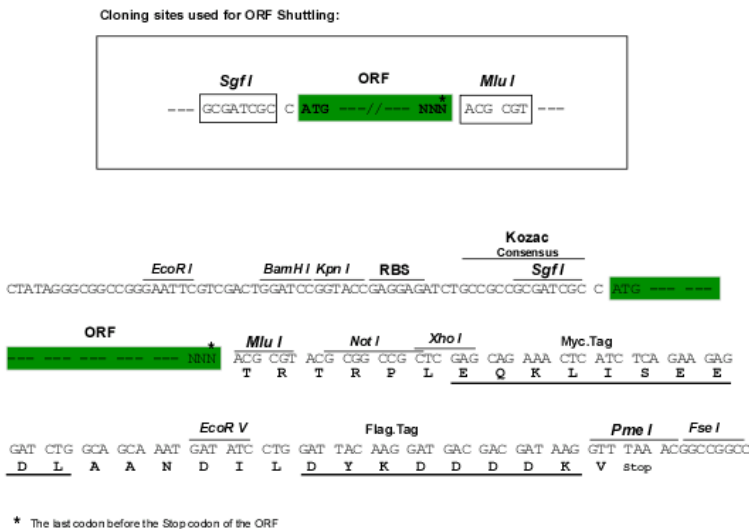 Cloning sites used for ORF Shuttling:
Sgf I ORF Mlu I
--- GCGATCGC C ATG ---//--- NNN* ACG CGT ---
Kozac
Consensus
EcoR I BamH I Kpn I RBS Sgf I
CTATAGGGCGGCCGGGAATTCGTCGACTGGATCCGGTACCGAGGAGATCTGCCGCCGCGATCGC C ATG --- ---
ORF Mlu I Not I Xho I Myc.Tag
--- --- --- --- --- --- NNN* ACG CGT ACG CGG CCG CTC GAG CAG AAA CTC ATC TCA GAA GAG
T R T R P L E Q K L I S E E
EcoR V Flag.Tag Pme I Fse I
GAT CTG GCA GCA AAT GAT ATC CTG GAT TAC AAG GAT GAC GAC GAT AAG GTT TAA ACGGCCGGCC
D L A A N D I L D Y K D D D D K V Stop
* The last codon before the Stop codon of the ORF